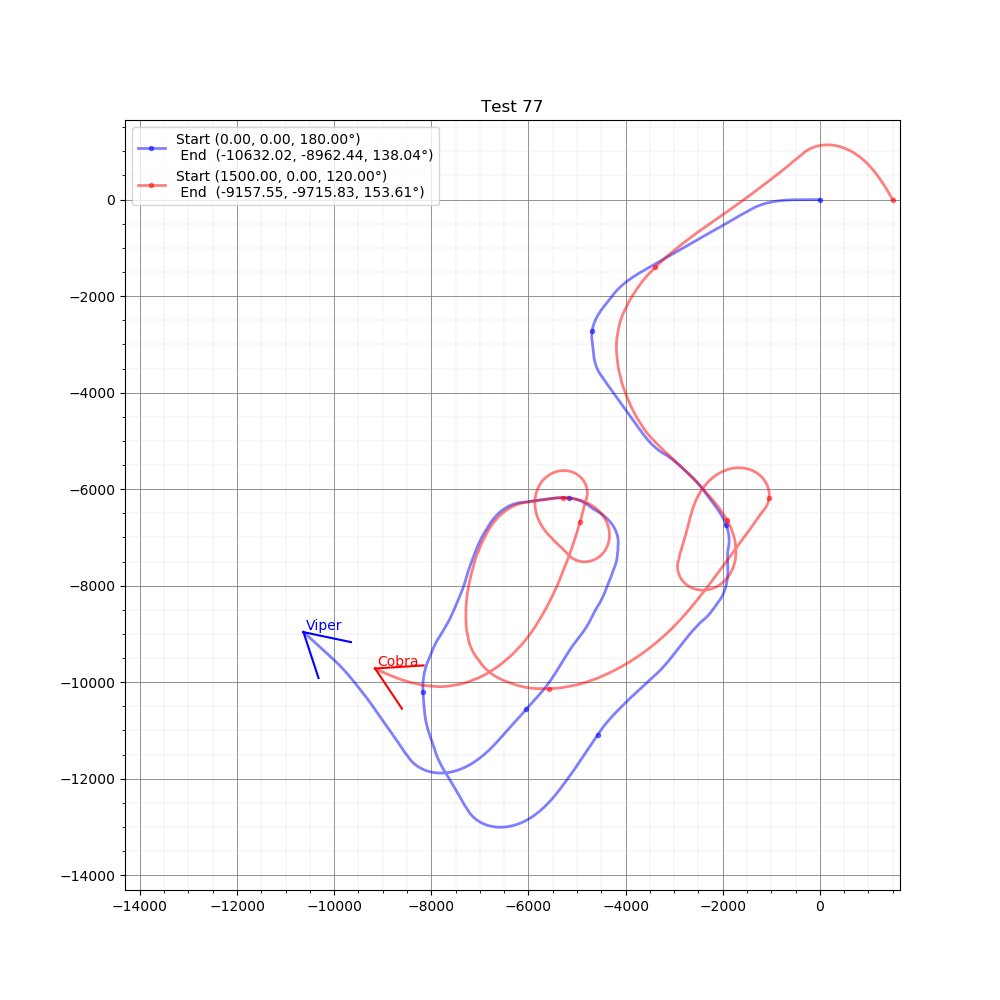 Test 77
Start (0.00, 0.00, 180.00°)
End  (-10632.02, -8962.44, 138.04°)
Start (1500.00, 0.00, 120.00°)
End  (-9157.55, -9715.83, 153.61°)
0
−2000
−4000
−6000
−8000
−10000
−12000
−14000
Viper
Cobra
−14000
−12000
−10000
−8000
−6000
−4000
−2000
0